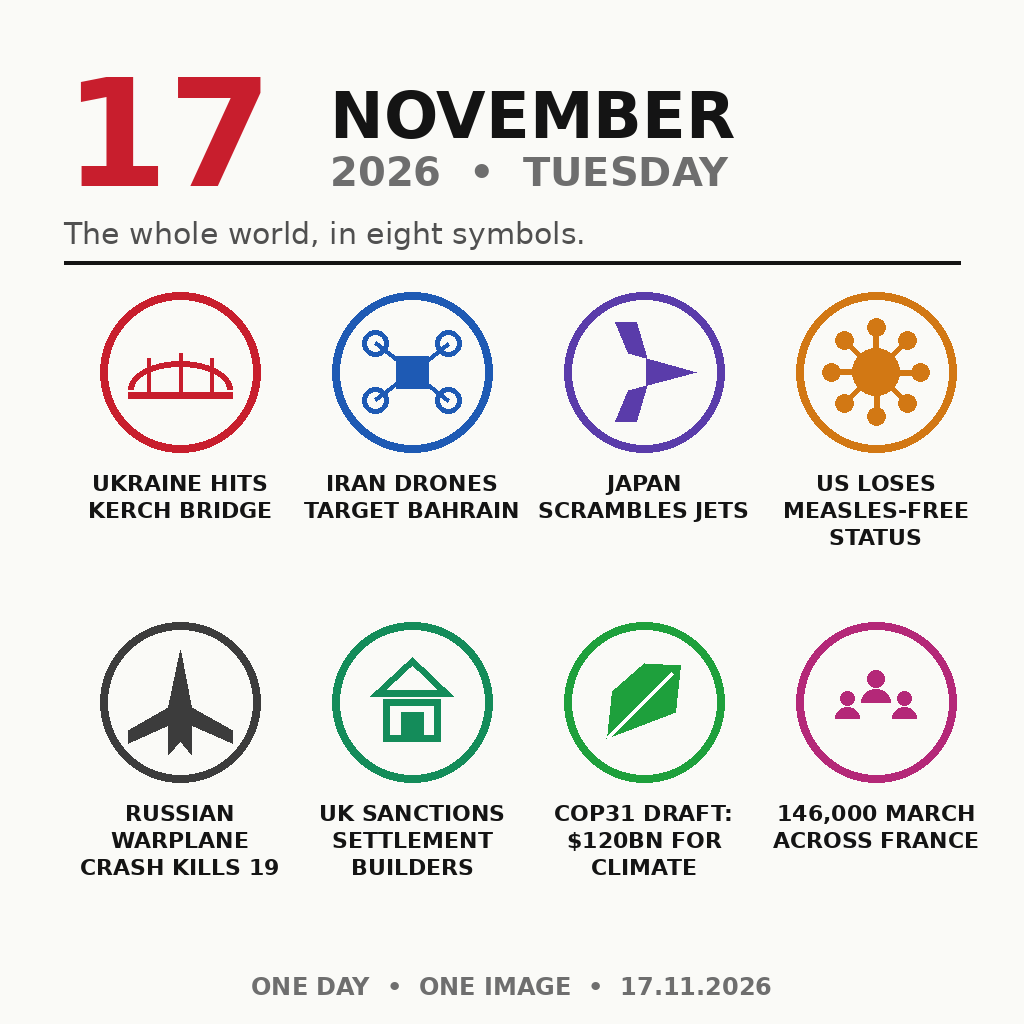 17
NOVEMBER
2026 • TUESDAY
The whole world, in eight symbols.
UKRAINE HITS
KERCH BRIDGE
IRAN DRONES
TARGET BAHRAIN
JAPAN
SCRAMBLES JETS
US LOSES
MEASLES-FREE
STATUS
RUSSIAN
WARPLANE
CRASH KILLS 19
UK SANCTIONS
SETTLEMENT
BUILDERS
COP31 DRAFT:
$120BN FOR
CLIMATE
146,000 MARCH
ACROSS FRANCE
ONE DAY • ONE IMAGE • 17.11.2026